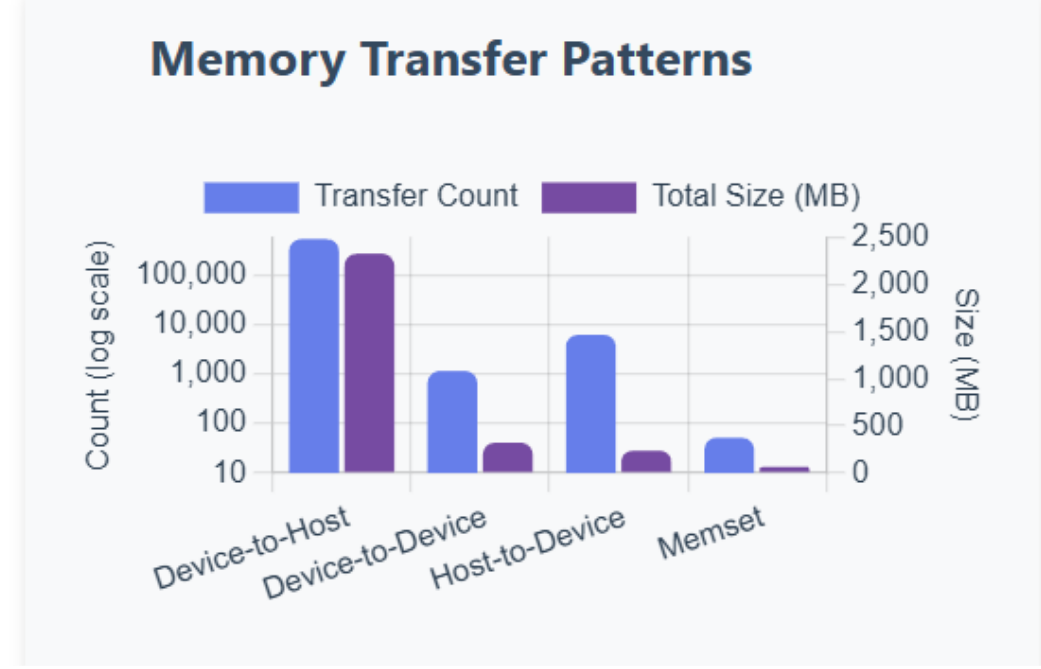 Memory Transfer Patterns
Transfer Count
Total Size (MB)
Count (log scale)
100,000
10,000
1,000
100
10
2,500
2,000
1,500
1,000
500
0
Size (MB)
Device-to-Host
Device-to-Device
Host-to-Device
Memset